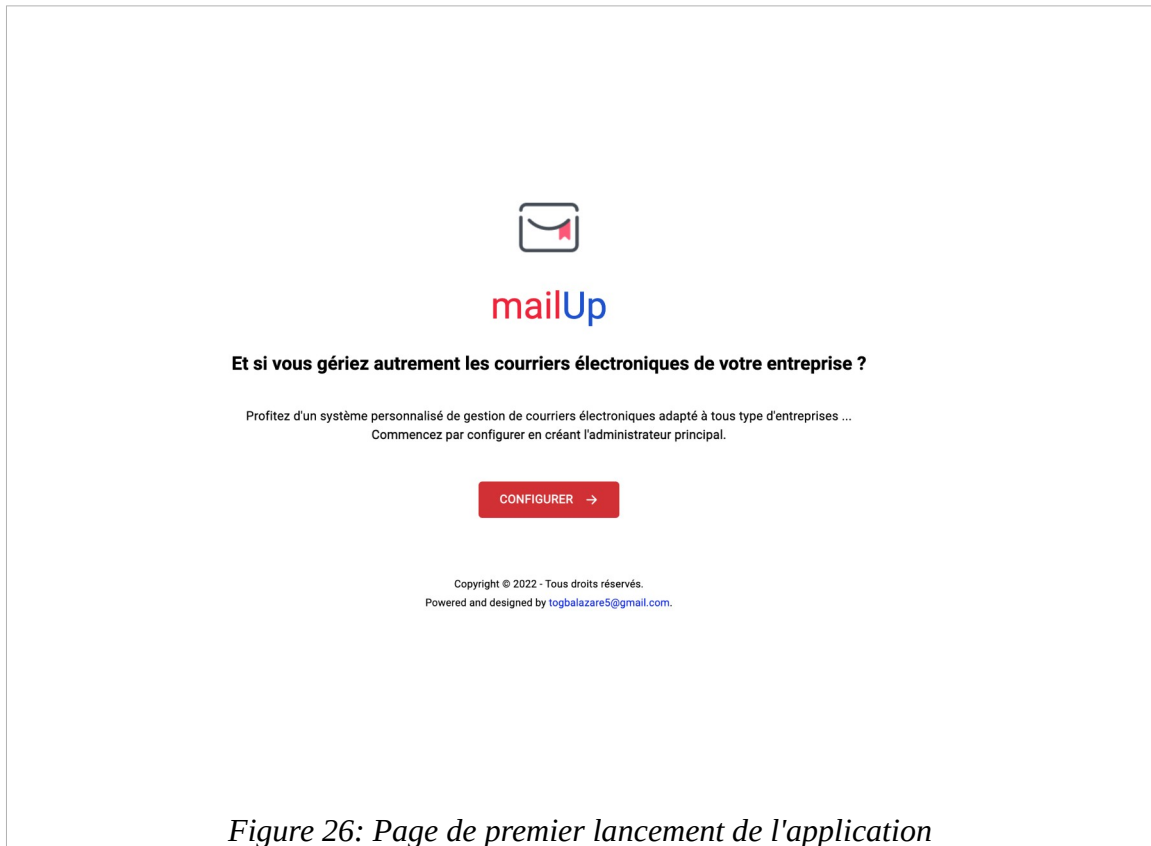 mailUp
Et si vous gériez autrement les courriers électroniques de votre entreprise ?
Profitez d'un système personnalisé de gestion de courriers électroniques adapté à tous type d'entreprises ...
Commencez par configurer en créant l'administrateur principal.
CONFIGURER →
Copyright © 2022 - Tous droits réservés.
Powered and designed by togbalazare5@gmail.com.
Figure 26: Page de premier lancement de l'application